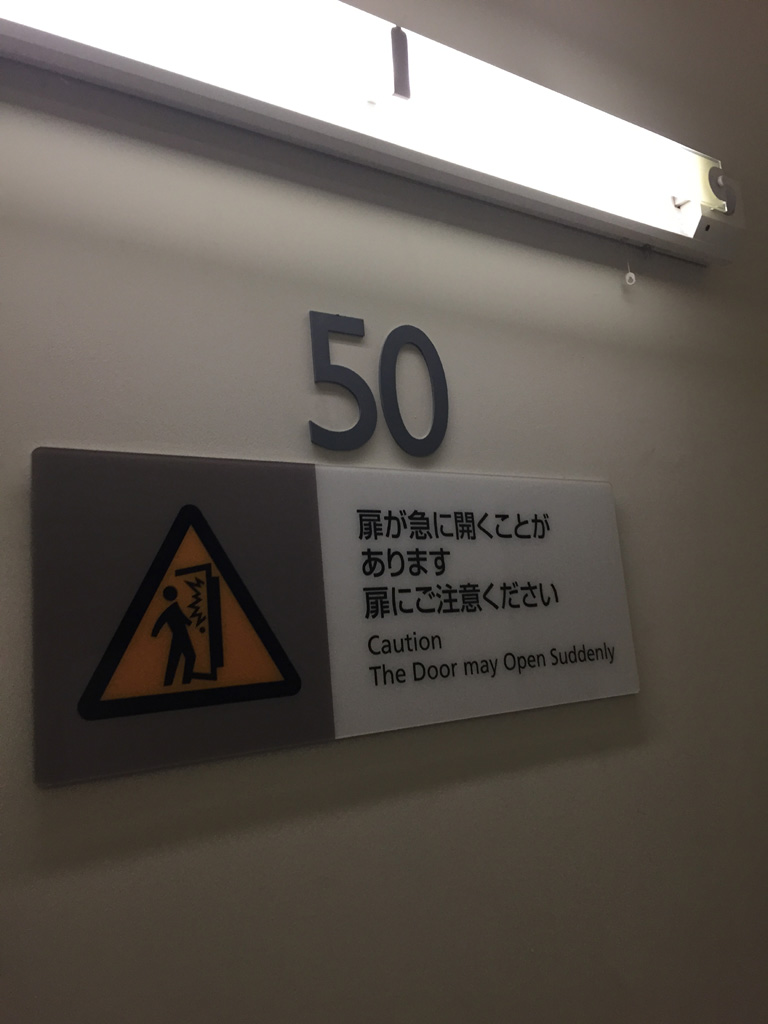 50
扉が急に開くことが
あります
扉にご注意ください
Caution
The Door may Open Suddenly